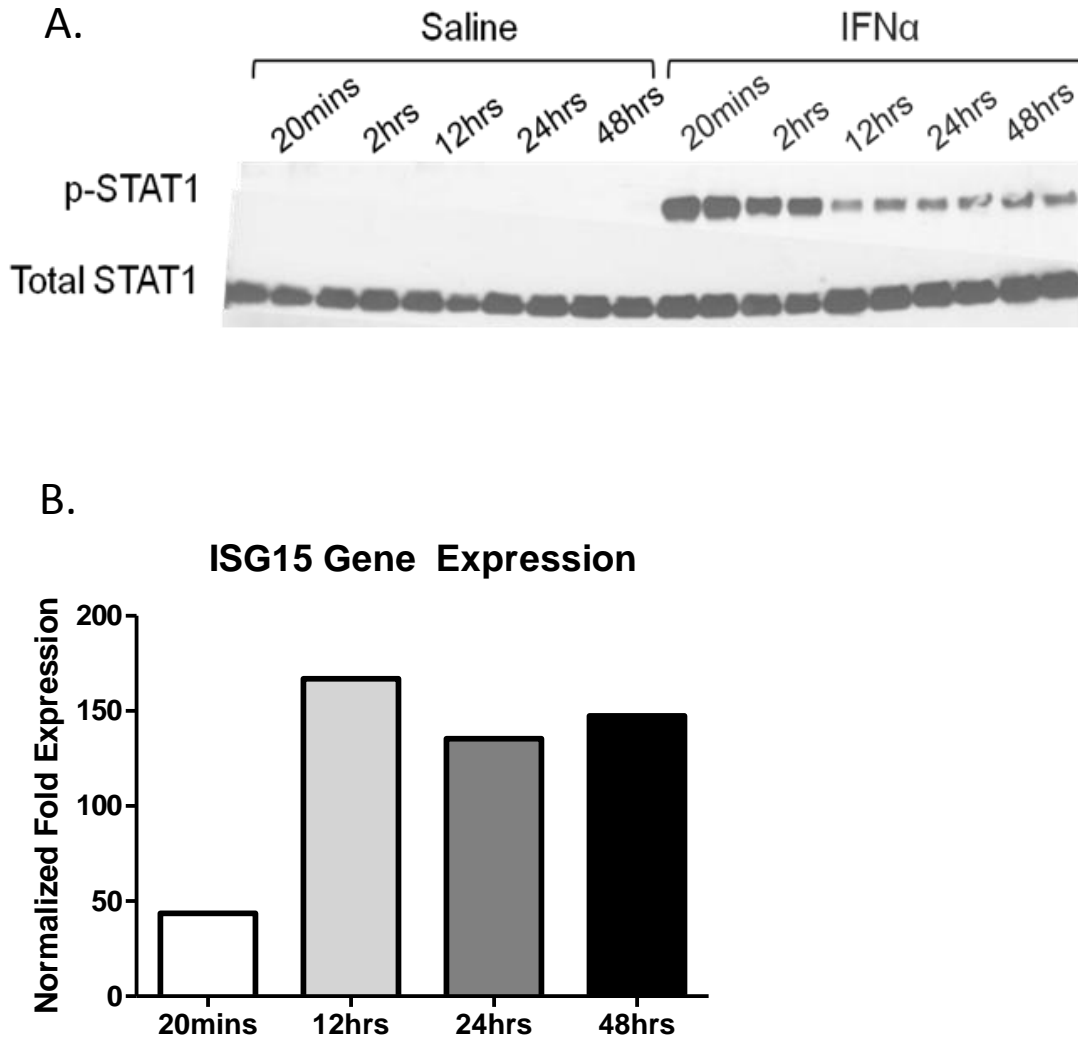 A.
Saline IFNα
20mins 2hrs 12hrs 24hrs 48hrs 20mins 2hrs 12hrs 24hrs 48hrs
p-STAT1
Total STAT1
B.
ISG15 Gene Expression
Normalized Fold Expression
200
150
100
50
0
20mins 12hrs 24hrs 48hrs